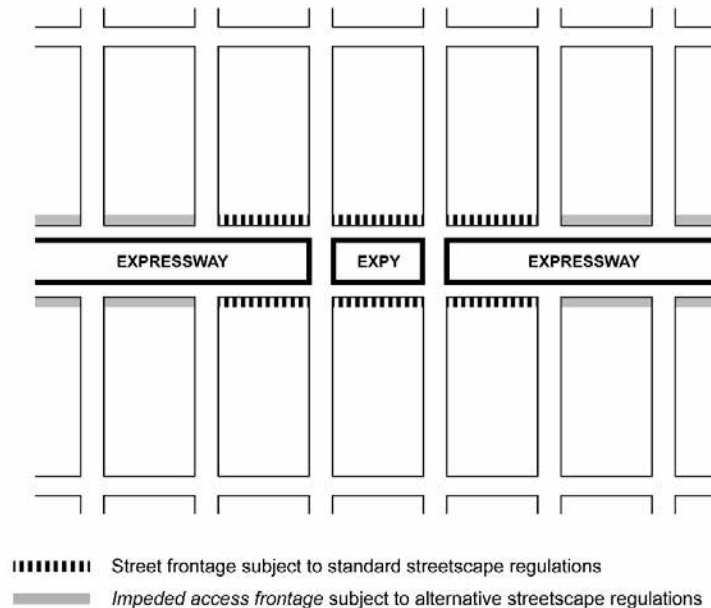 EXPRESSWAY EXPY EXPRESSWAY
Street frontage subject to standard streetscape regulations
Impeded access frontage subject to alternative streetscape regulations